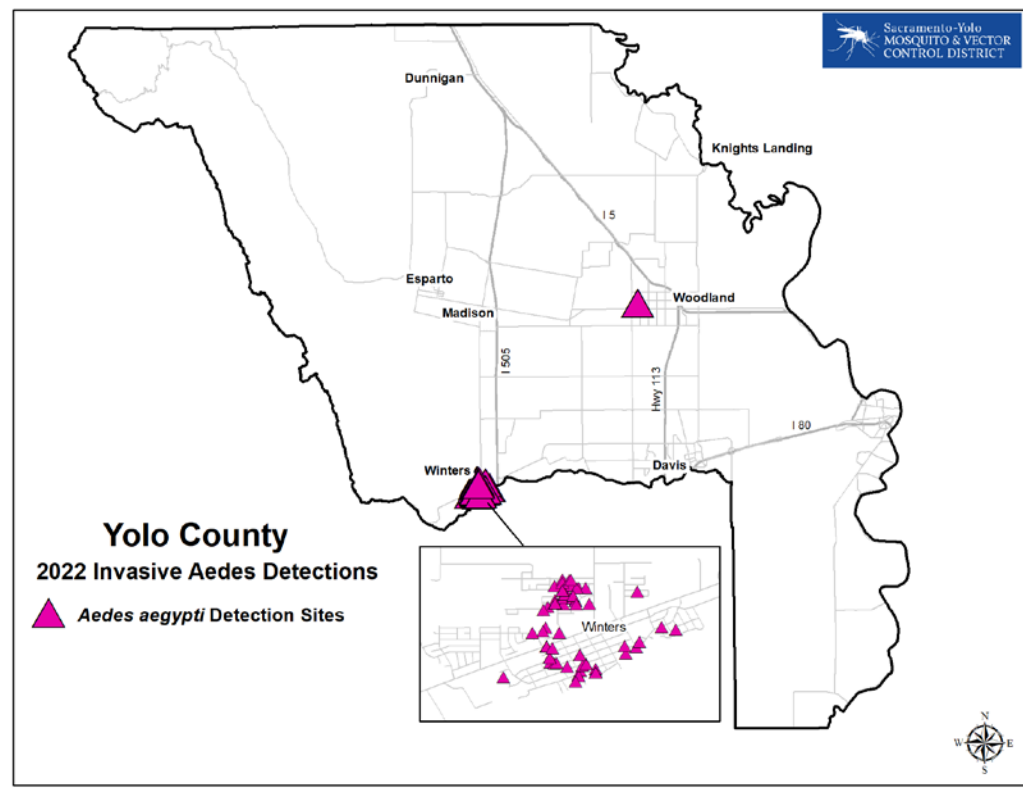 Sacramento-Yolo
MOSQUITO & VECTOR
CONTROL DISTRICT
Dunnigan
Knights Landing
I 5
Esparto
Woodland
Madison
I 505
Hwy 113
I 80
Winters
Davis
Yolo County
2022 Invasive Aedes Detections
Aedes aegypti Detection Sites
Winters
N
W
E
S